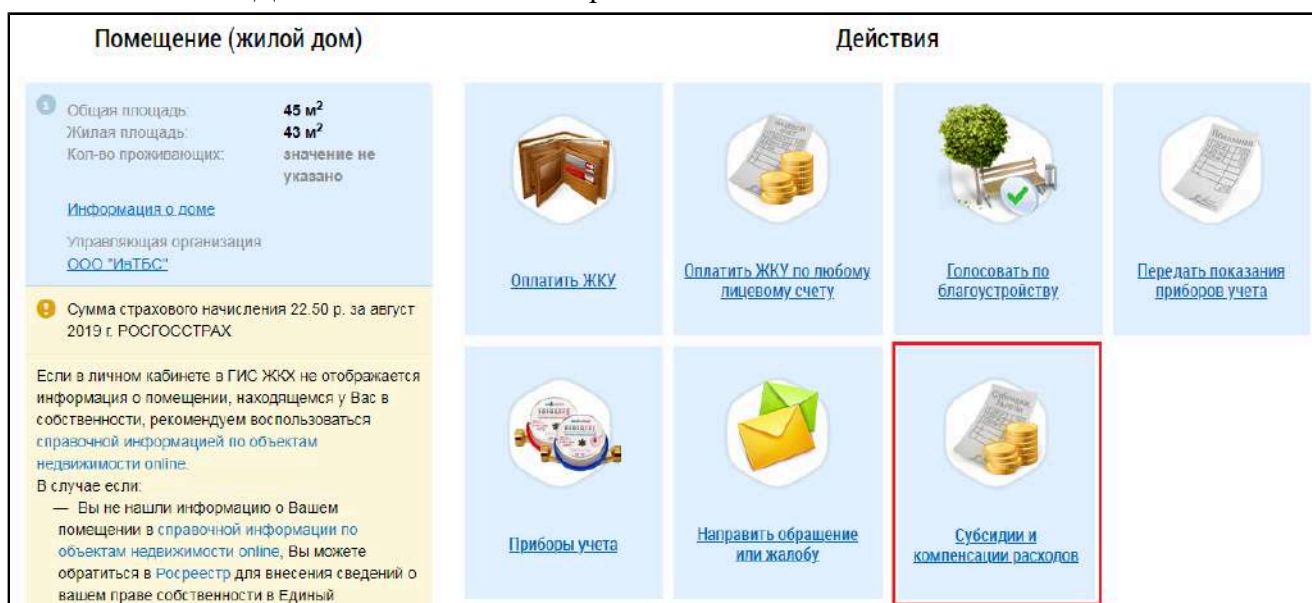 Помещение (жилой дом)
Действия
Общая площадь: 45 м²
Жилая площадь: 43 м²
Кол-во проживающих: значение не
указано
Информация о доме
Управляющая организация
ООО "ИвТБС"
Сумма страхового начисления 22.50 р. за август
2019 г. РОСГОССТРАХ
Если в личном кабинете в ГИС ЖКХ не отображается
информация о помещении, находящемся у Вас в
собственности, рекомендуем воспользоваться
справочной информацией по объектам
недвижимости online.
В случае если:
— Вы не нашли информацию о Вашем
помещении в справочной информации по
объектам недвижимости online, Вы можете
обратиться в Росреестр для внесения сведений о
вашем праве собственности в Единый
Оплатить ЖКУ
Оплатить ЖКУ по любому
лицевому счету
Голосовать по
благоустройству
Показания
Передать показания
приборов учета
Приборы учета
Направить обращение
или жалобу
Субсидии и
компенсации расходов